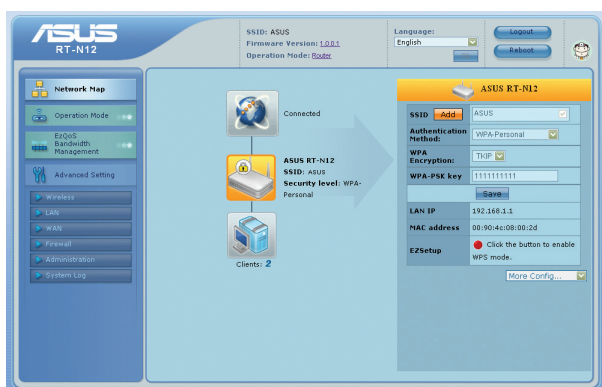 ASUS
RT-N12
SSID: ASUS
Firmware Version: 1.0.0.1
Operation Mode: Router
Language:
English
Logout
Reboot
Network Map
Operation Mode
EzQoS
Bandwidth
Management
Advanced Setting
Wireless
LAN
WAN
Firewall
Administration
System Log
Connected
ASUS RT-N12
SSID: ASUS
Security level: WPA-
Personal
Clients: 2
ASUS RT-N12
SSID Add ASUS
Authentication
Method: WPA-Personal
WPA
Encryption: TKIP
WPA-PSK key 1111111111
Save
LAN IP 192.168.1.1
MAC address 00:90:4c:08:00:2d
EZSetup Click the button to enable
WPS mode.
More Config...